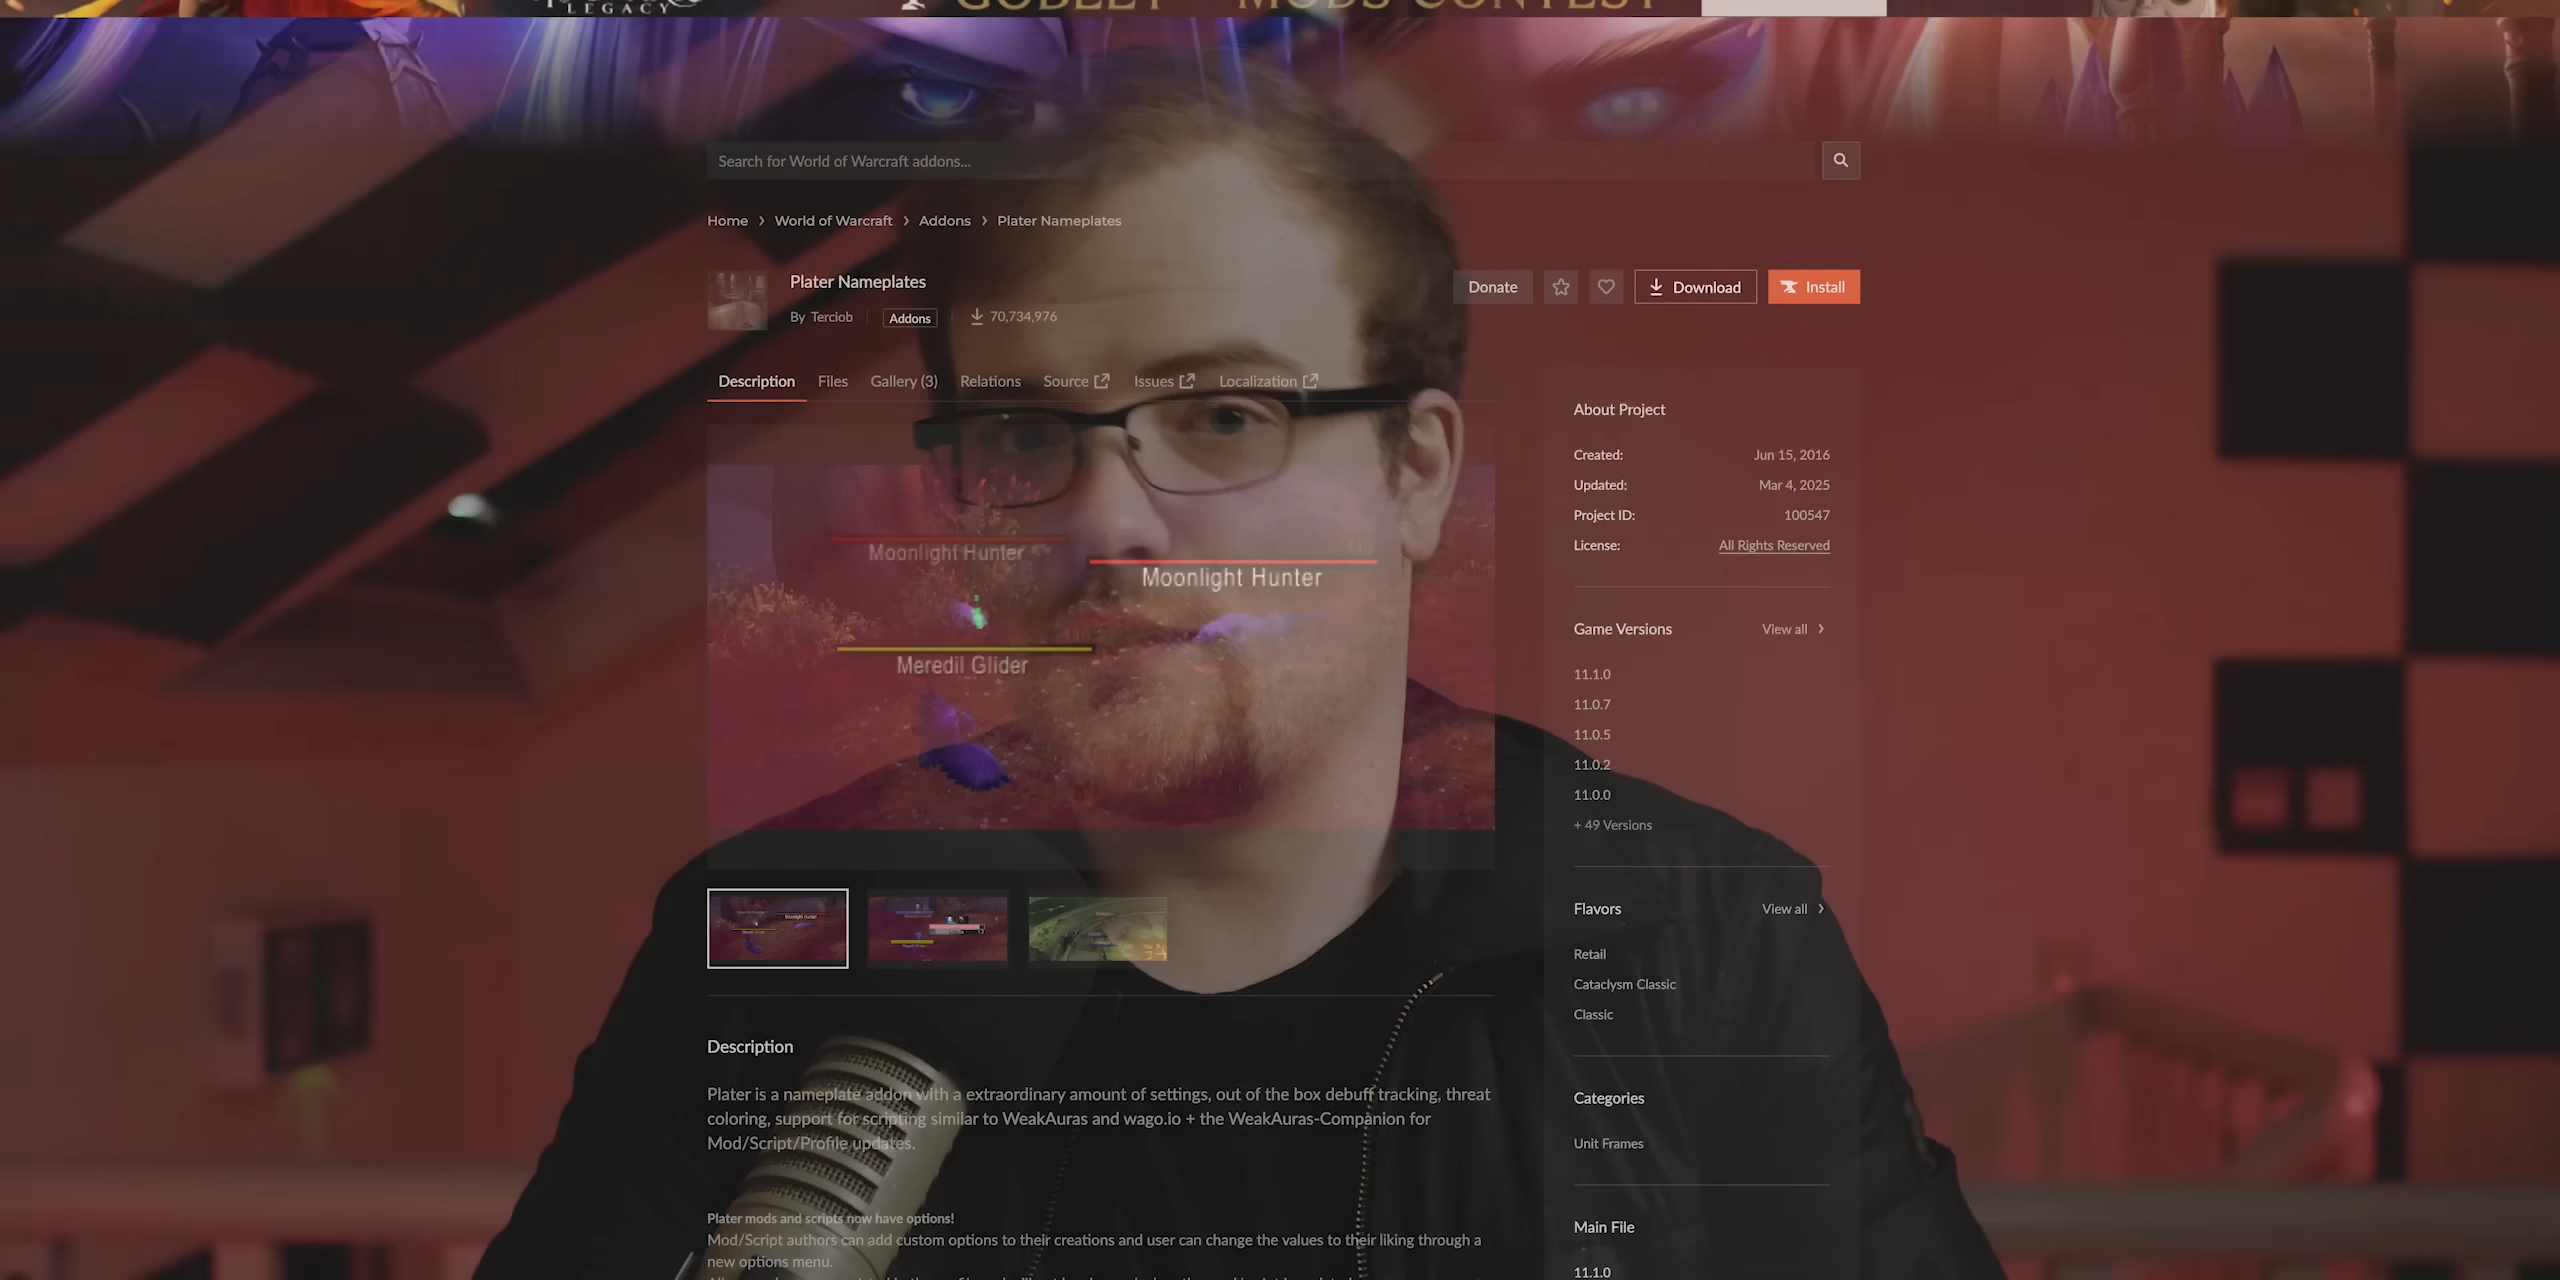 LEGACY
GOBLET MODS CONTEST
Search for World of Warcraft addons...
Home > World of Warcraft > Addons > Plater Nameplates
Plater Nameplates
By Terciob
Addons
70,734,976
Donate
Download
Install
Description
Files
Gallery (3)
Relations
Source
Issues
Localization
Moonlight Hunter
Moonlight Hunter
Meredil Glider
Description
Plater is a nameplate addon with a extraordinary amount of settings, out of the box debuff tracking, threat
coloring, support for scripting similar to WeakAuras and wago.io + the WeakAuras-Companion for
Mod/Script/Profile updates.
Plater mods and scripts now have options!
Mod/Script authors can add custom options to their creations and user can change the values to their liking through a
new options menu.
About Project
Created: Jun 15, 2016
Updated: Mar 4, 2025
Project ID: 100547
License: All Rights Reserved
Game Versions
View all >
11.1.0
11.0.7
11.0.5
11.0.2
11.0.0
+ 49 Versions
Flavors
View all >
Retail
Cataclysm Classic
Classic
Categories
Unit Frames
Main File
11.1.0